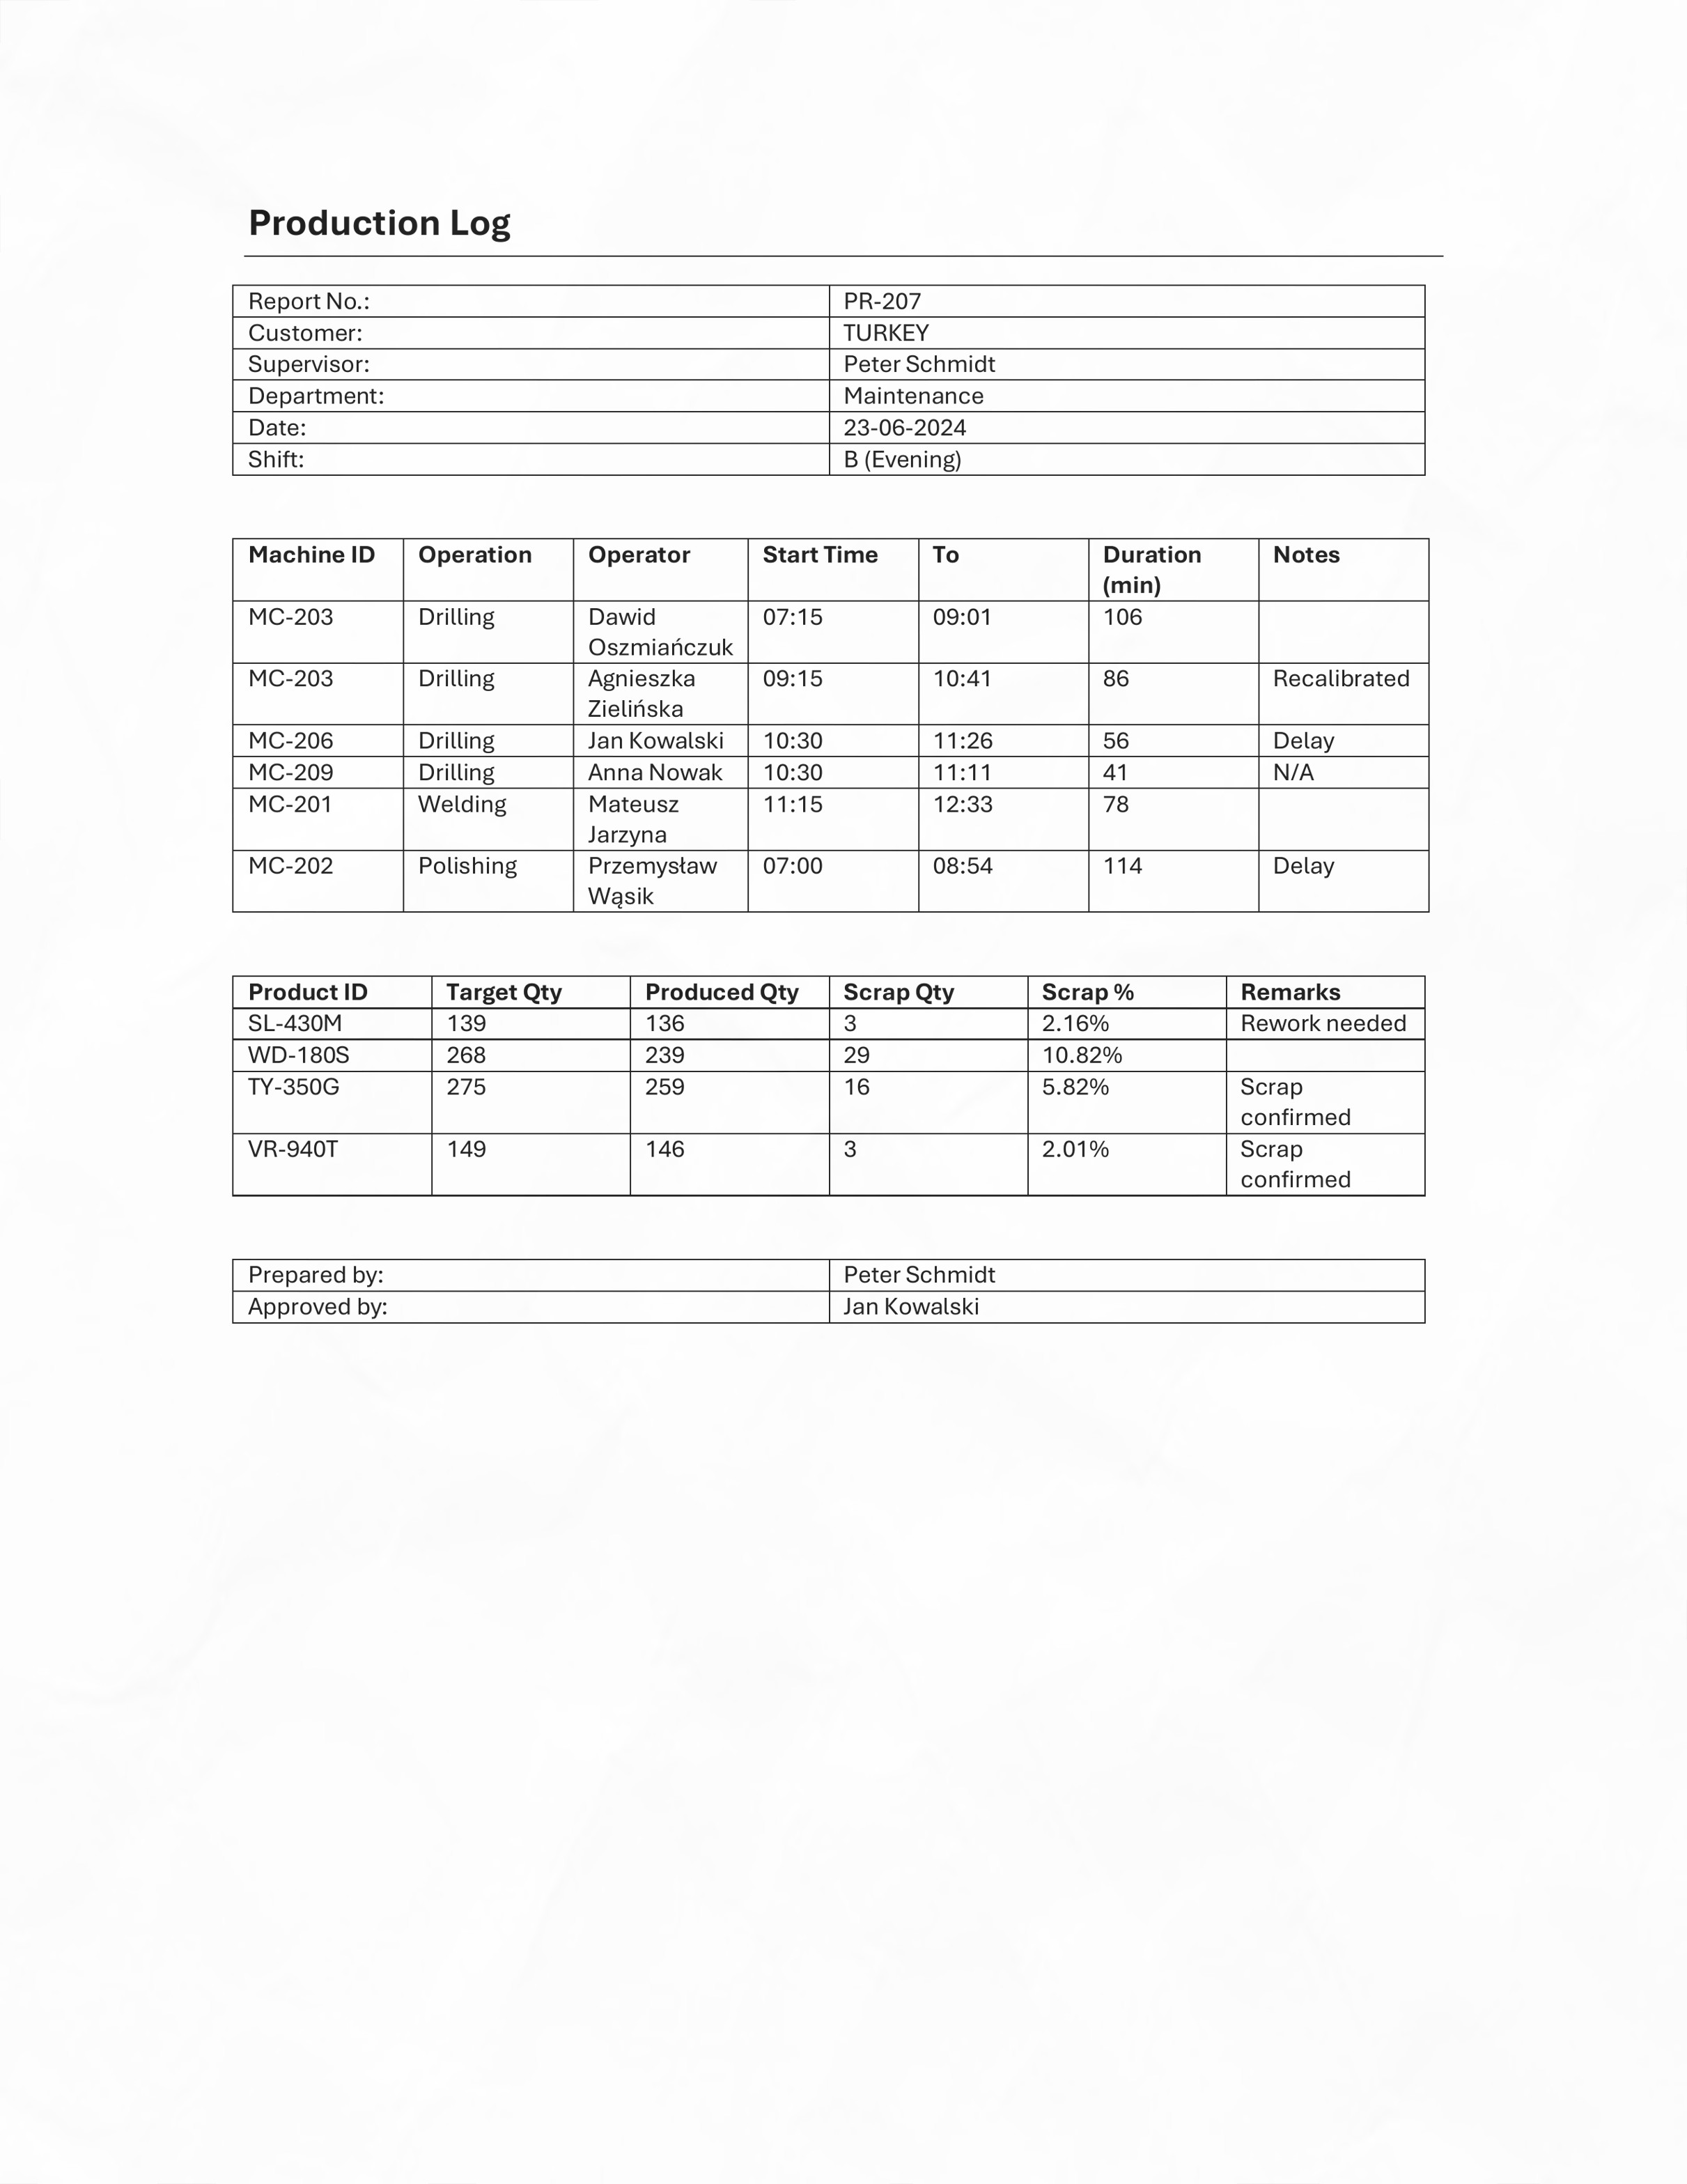 Production Log
Report No.: PR-207
Customer: TURKEY
Supervisor: Peter Schmidt
Department: Maintenance
Date: 23-06-2024
Shift: B (Evening)
Machine ID Operation Operator Start Time To Duration (min) Notes
MC-203 Drilling Dawid Oszmiańczuk 07:15 09:01 106
MC-203 Drilling Agnieszka Zielińska 09:15 10:41 86 Recalibrated
MC-206 Drilling Jan Kowalski 10:30 11:26 56 Delay
MC-209 Drilling Anna Nowak 10:30 11:11 41 N/A
MC-201 Welding Mateusz Jarzyna 11:15 12:33 78
MC-202 Polishing Przemysław Wąsik 07:00 08:54 114 Delay
Product ID Target Qty Produced Qty Scrap Qty Scrap % Remarks
SL-430M 139 136 3 2.16% Rework needed
WD-180S 268 239 29 10.82%
TY-350G 275 259 16 5.82% Scrap confirmed
VR-940T 149 146 3 2.01% Scrap confirmed
Prepared by: Peter Schmidt
Approved by: Jan Kowalski